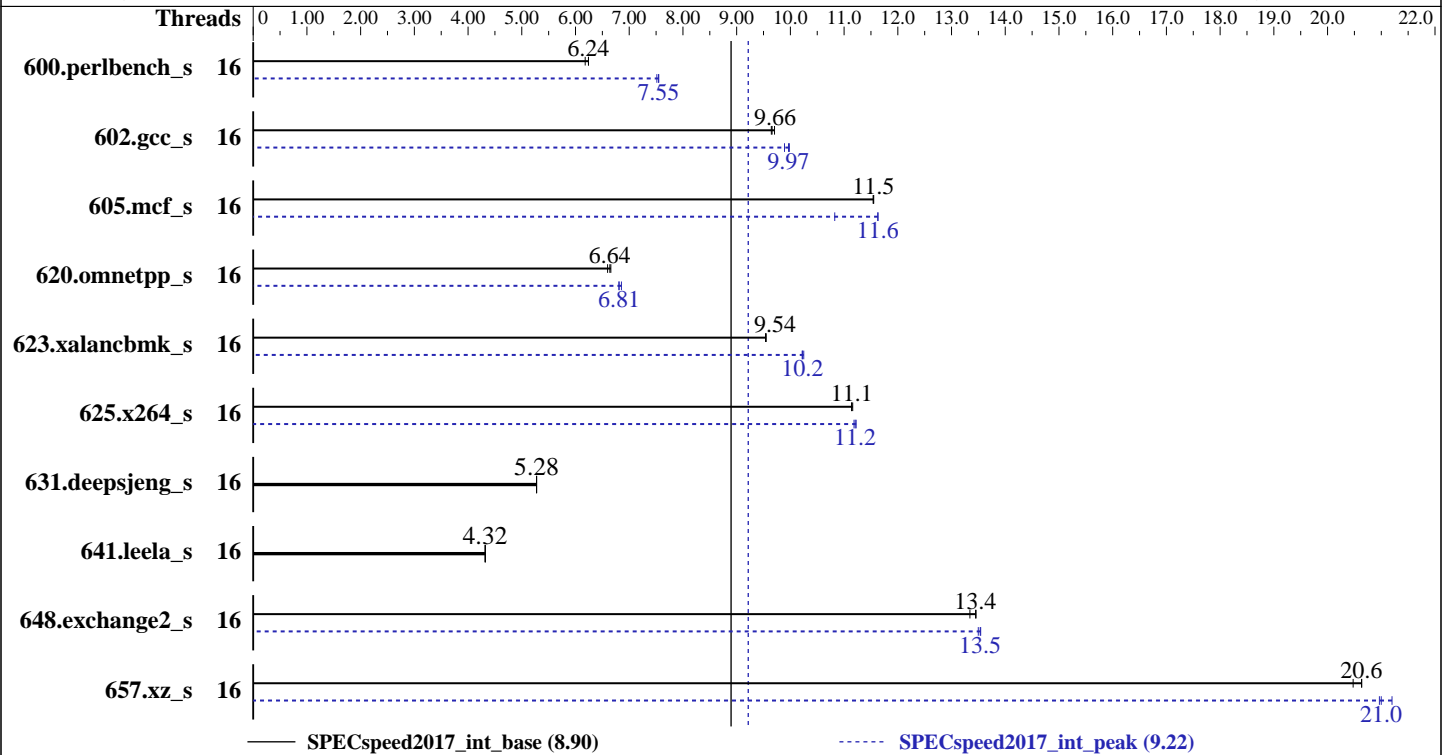 Threads 0 1.00 2.00 3.00 4.00 5.00 6.00 7.00 8.00 9.00 10.0 11.0 12.0 13.0 14.0 15.0 16.0 17.0 18.0 19.0 20.0 22.0
6.24
600.perlbench_s 16
7.55
9.66
602.gcc_s 16
9.97
11.5
605.mcf_s 16
11.6
6.64
620.omnetpp_s 16
6.81
9.54
623.xalancbmk_s 16
10.2
11.1
625.x264_s 16
11.2
5.28
631.deepsjeng_s 16
4.32
641.leela_s 16
13.4
648.exchange2_s 16
13.5
20.6
657.xz_s 16
21.0
SPECspeed2017_int_base (8.90) SPECspeed2017_int_peak (9.22)